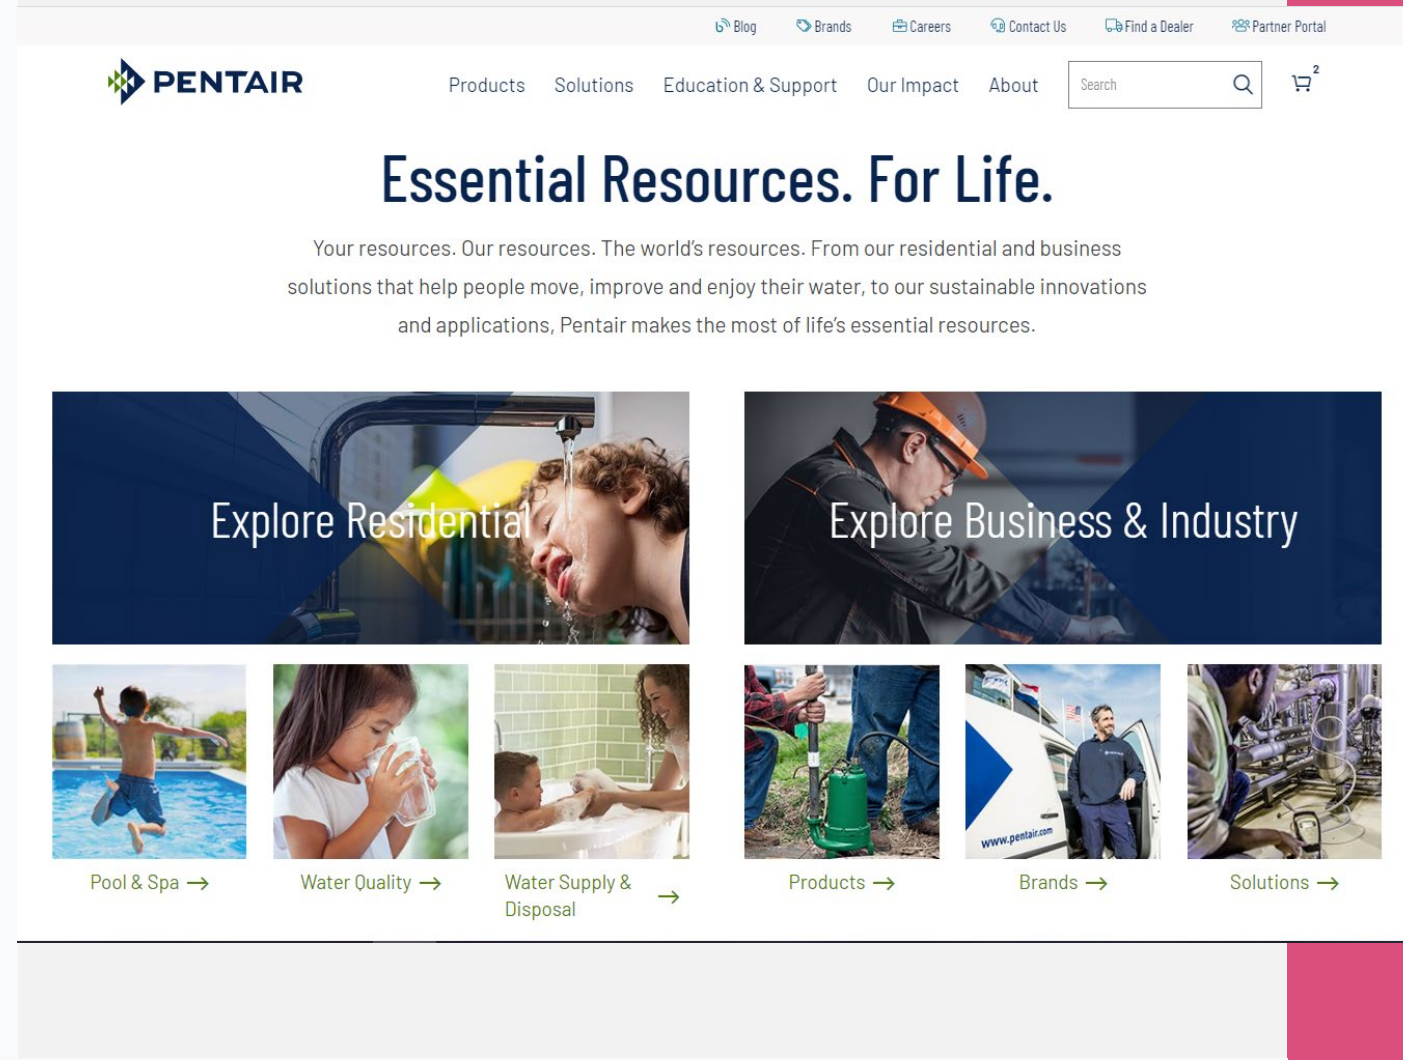 Blog
Brands
Careers
Contact Us
Find a Dealer
Partner Portal
PENTAIR
Products
Solutions
Education & Support
Our Impact
About
Search
2
Essential Resources. For Life.
Your resources. Our resources. The world's resources. From our residential and business
solutions that help people move, improve and enjoy their water, to our sustainable innovations
and applications, Pentair makes the most of life's essential resources.
Explore Residential
Explore Business & Industry
www.pentair.com
Pool & Spa
Water Quality
Water Supply &
Disposal
Products
Brands
Solutions